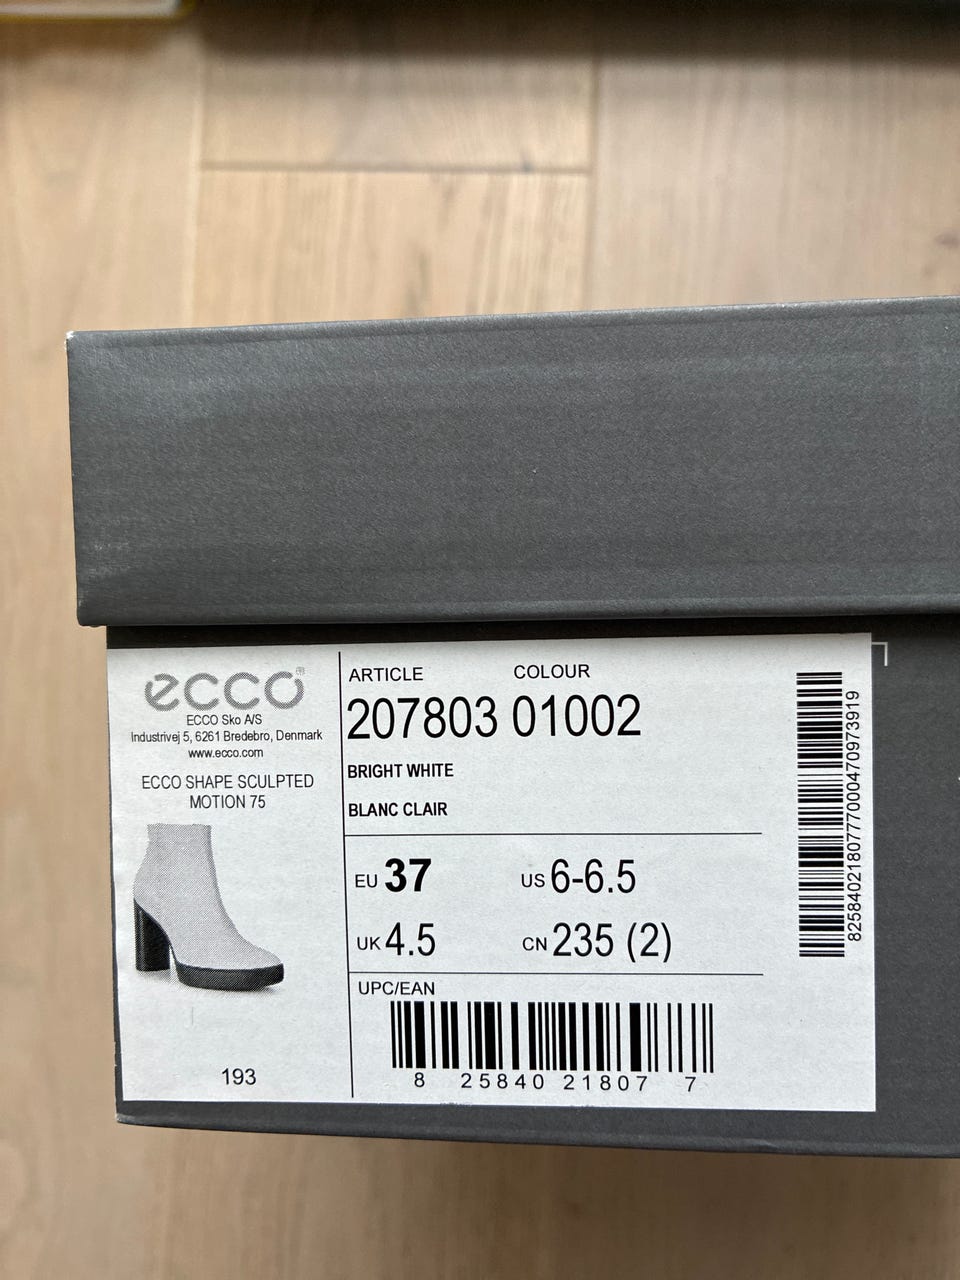 ecco®
ECCO Sko A/S
Industrivej 5, 6261 Bredebro, Denmark
www.ecco.com
ECCO SHAPE SCULPTED
MOTION 75
193
ARTICLE COLOUR
207803 01002
BRIGHT WHITE
BLANC CLAIR
EU 37 US 6-6.5
UK 4.5 CN 235 (2)
UPC/EAN
8 25840 21807 7
8258402180777000470973919